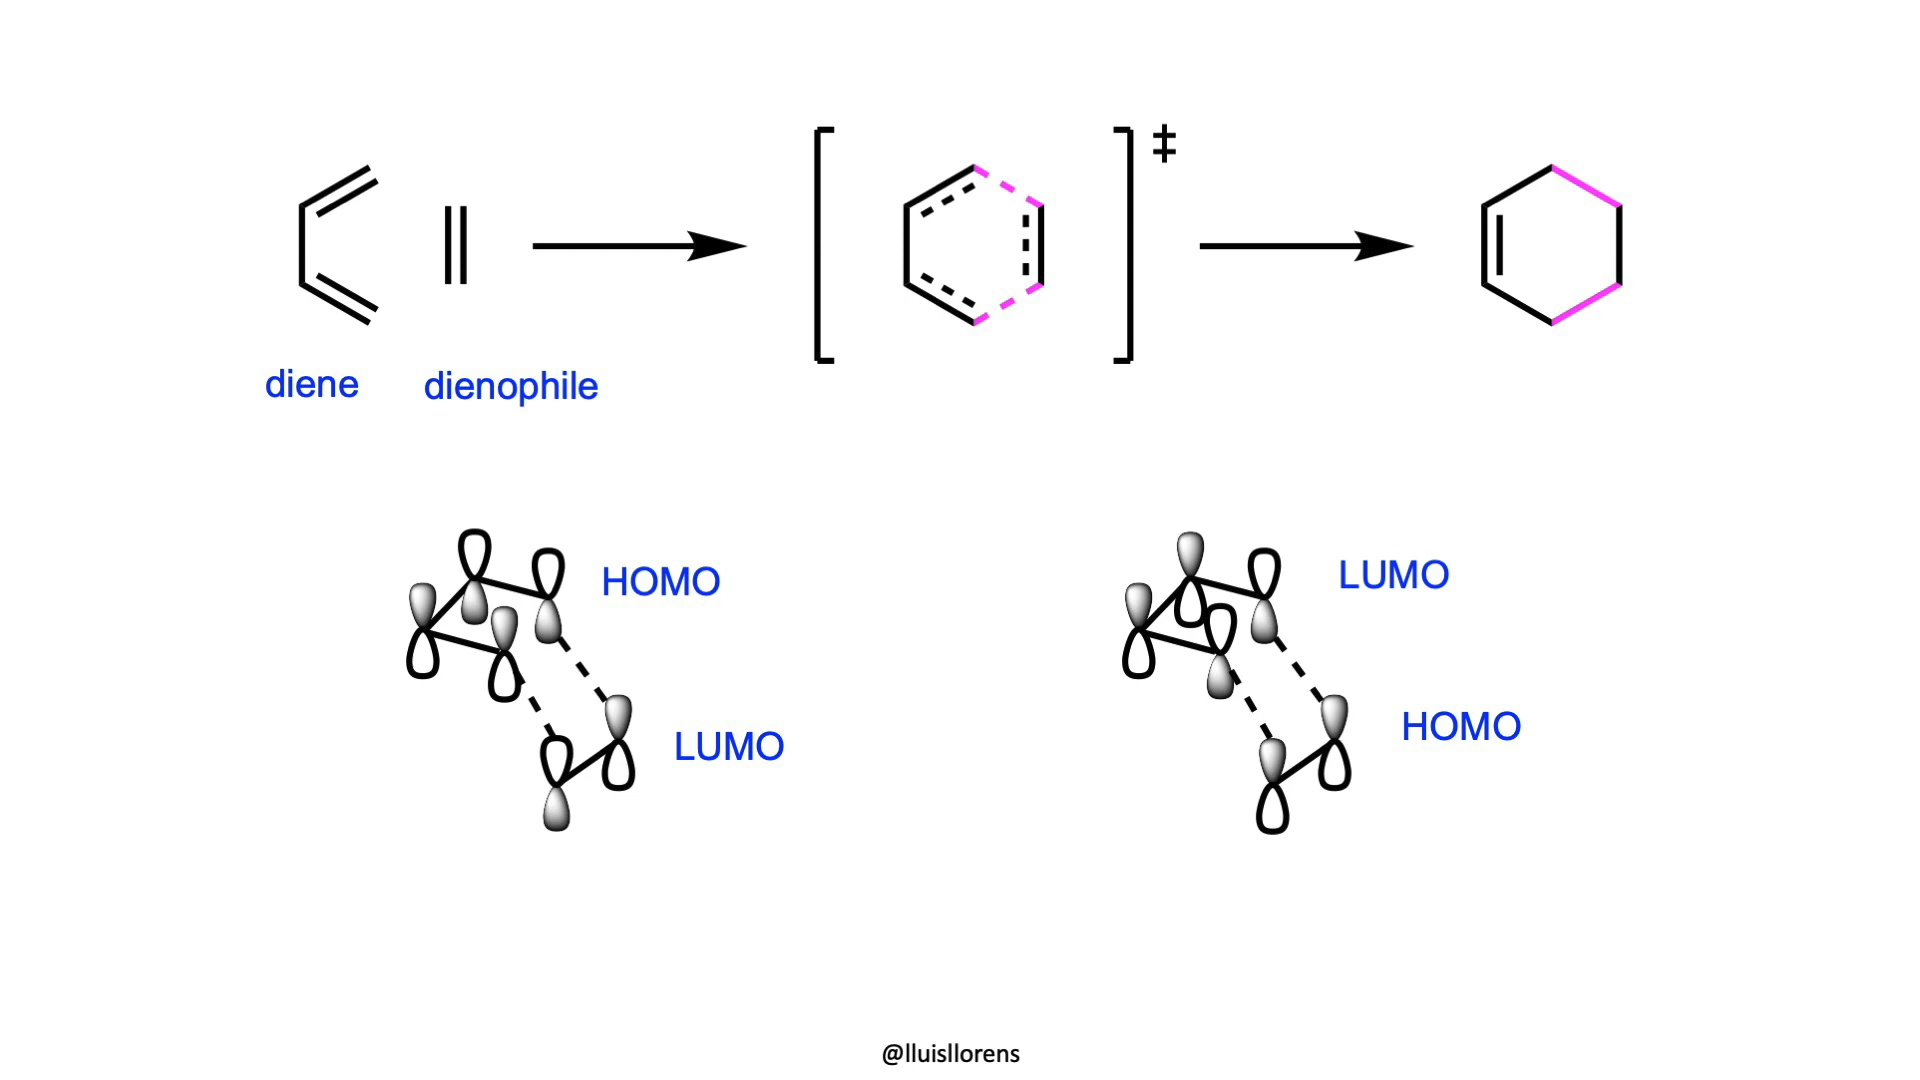 ‡
diene
dienophile
HOMO
LUMO
LUMO
HOMO
@lluisllorens